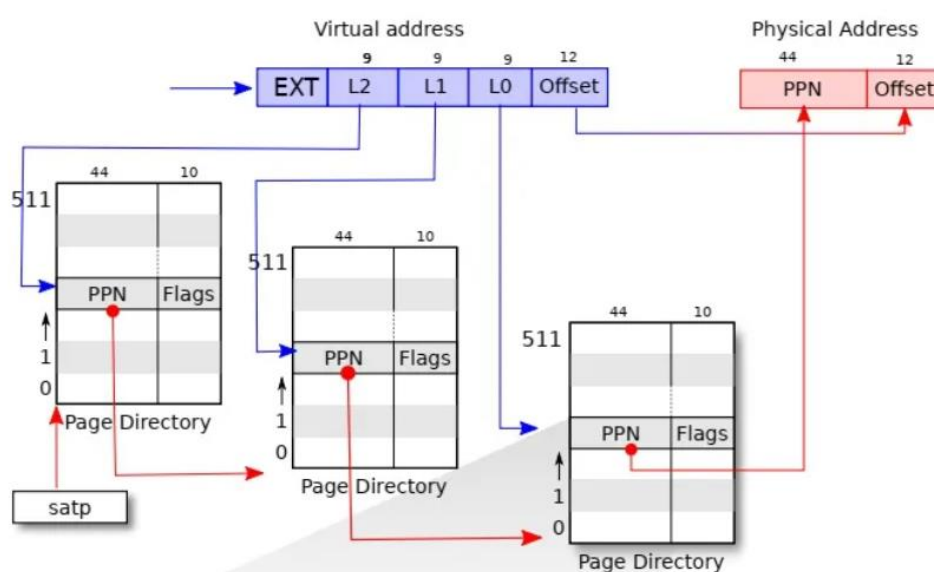 Virtual address
Physical Address
9 9 9 12
44 12
EXT L2 L1 L0 Offset
PPN Offset
44 10
511
PPN Flags
1
0
Page Directory
satp
44 10
511
PPN Flags
1
0
Page Directory
44 10
511
PPN Flags
1
0
Page Directory